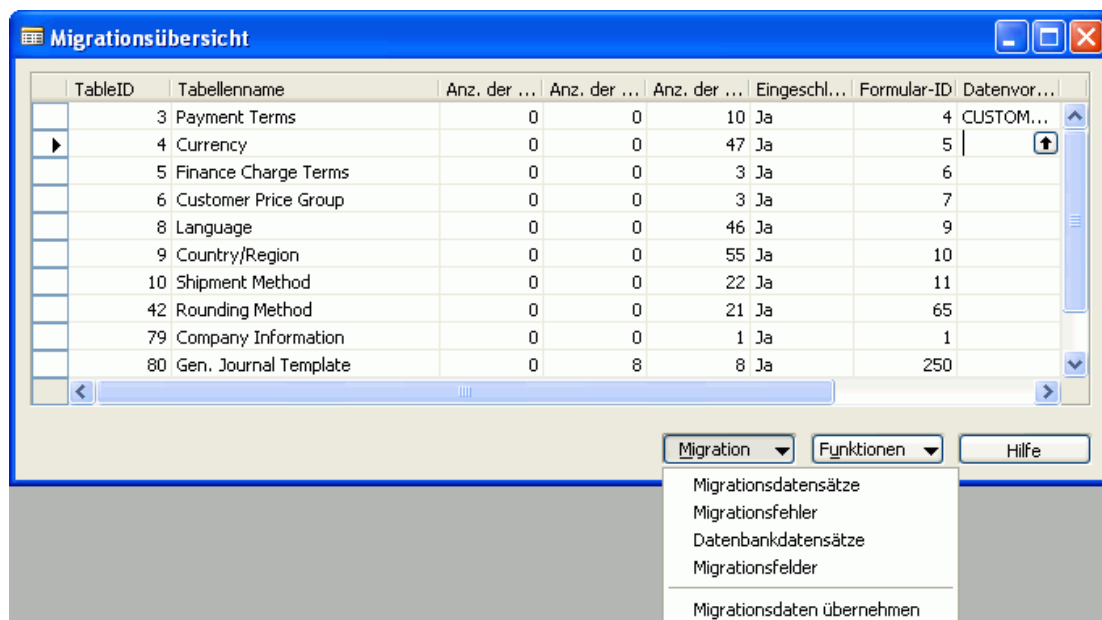 Migrationsübersicht
TableID Tabellenname Anz. der ... Anz. der ... Anz. der ... Eingeschl... Formular-ID Datenvor...
3 Payment Terms 0 0 10 Ja 4 CUSTOM...
4 Currency 0 0 47 Ja 5
5 Finance Charge Terms 0 0 3 Ja 6
6 Customer Price Group 0 0 3 Ja 7
8 Language 0 0 46 Ja 9
9 Country/Region 0 0 55 Ja 10
10 Shipment Method 0 0 22 Ja 11
42 Rounding Method 0 0 21 Ja 65
79 Company Information 0 0 1 Ja 1
80 Gen. Journal Template 0 8 8 Ja 250
Migration Funktionen Hilfe
Migrationsdatensätze
Migrationsfehler
Datenbankdatensätze
Migrationsfelder
Migrationsdaten übernehmen